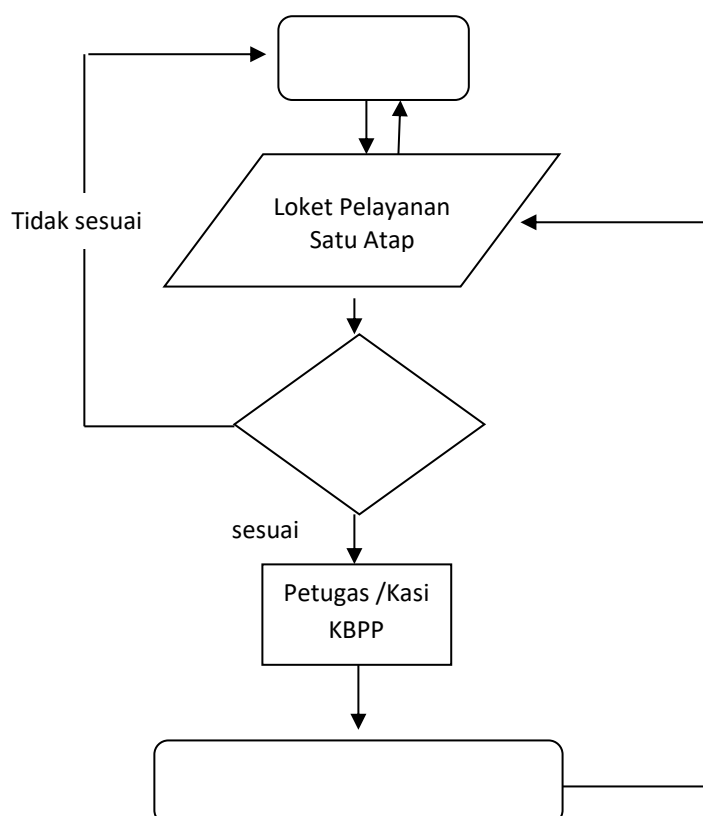 Loket Pelayanan
Satu Atap
Tidak sesuai
sesuai
Petugas /Kasi
KBPP